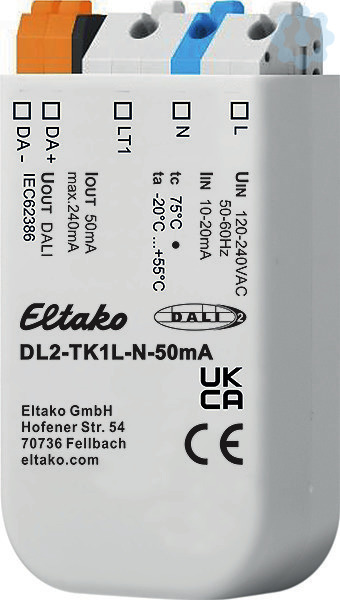 DA-
DA+
LT1
N
L
IEC62386
UOUT DALI
max.240mA
IOUT 50mA
ta -20°C ...+55°C
tc 75°C
IIN 10-20mA
50-60Hz
UIN 120-240VAC
Eltako
DALI 2
DL2-TK1L-N-50mA
UK
CA
CE
Eltako GmbH
Hofener Str. 54
70736 Fellbach
eltako.com